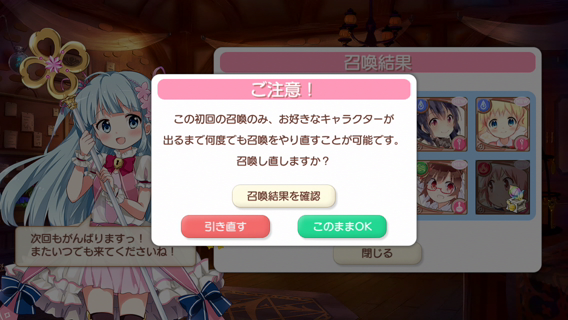 召喚結果
ご注意！
この初回の召喚のみ、お好きなキャラクターが
出るまで何度でも召喚をやり直すことが可能です。
召喚し直しますか？
召喚結果を確認
引き直す
このままOK
次回もがんばりますっ！
またいつでも来てくださいね！
閉じる